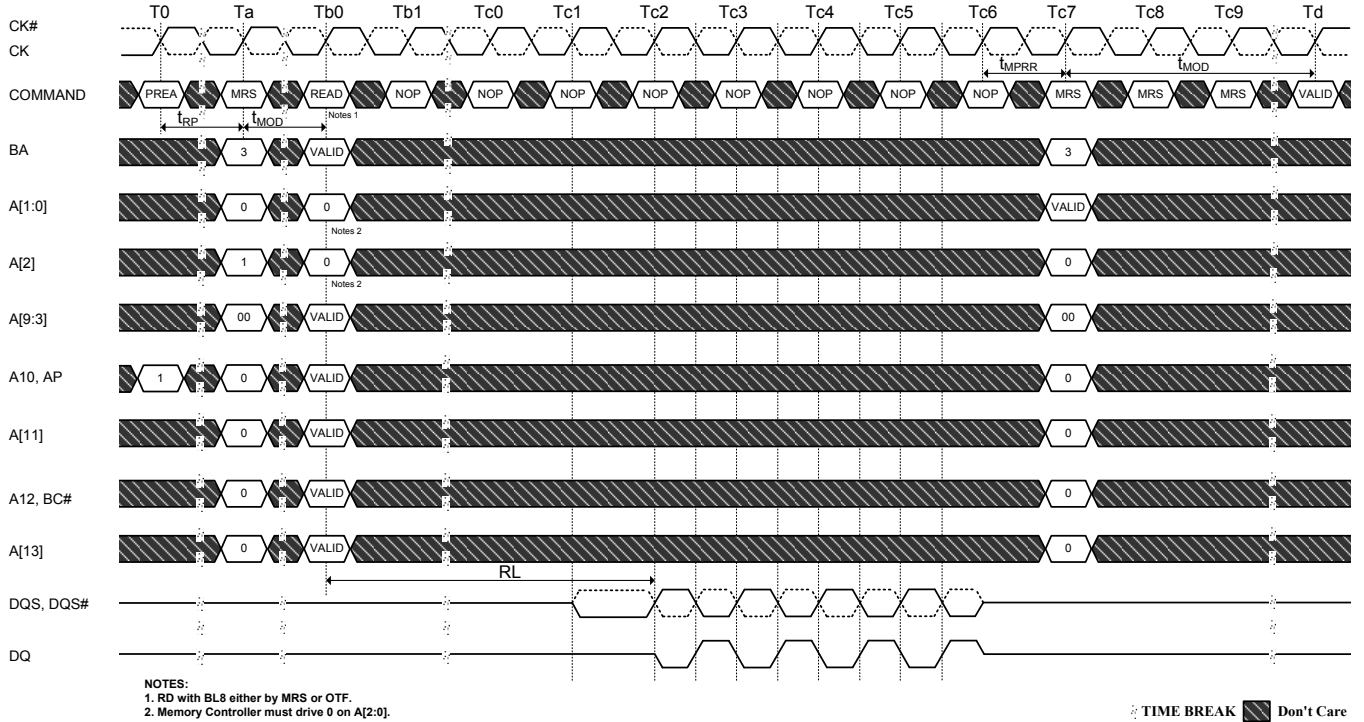 T0 Ta Tb0 Tb1 Tc0 Tc1 Tc2 Tc3 Tc4 Tc5 Tc6 Tc7 Tc8 Tc9 Td
CK#
CK
tMPRR tMOD
COMMAND PREA MRS READ NOP NOP NOP NOP NOP NOP NOP NOP MRS MRS MRS VALID
tRP tMOD Notes 1
BA 3 VALID 3
A[1:0] 0 0 VALID
Notes 2
A[2] 1 0 0
Notes 2
A[9:3] 00 VALID 00
A10, AP 1 0 VALID 0
A[11] 0 VALID 0
A12, BC# 0 VALID 0
A[13] 0 VALID 0
RL
DQS, DQS#
DQ
NOTES:
1. RD with BL8 either by MRS or OTF.
2. Memory Controller must drive 0 on A[2:0].
TIME BREAK Don't Care